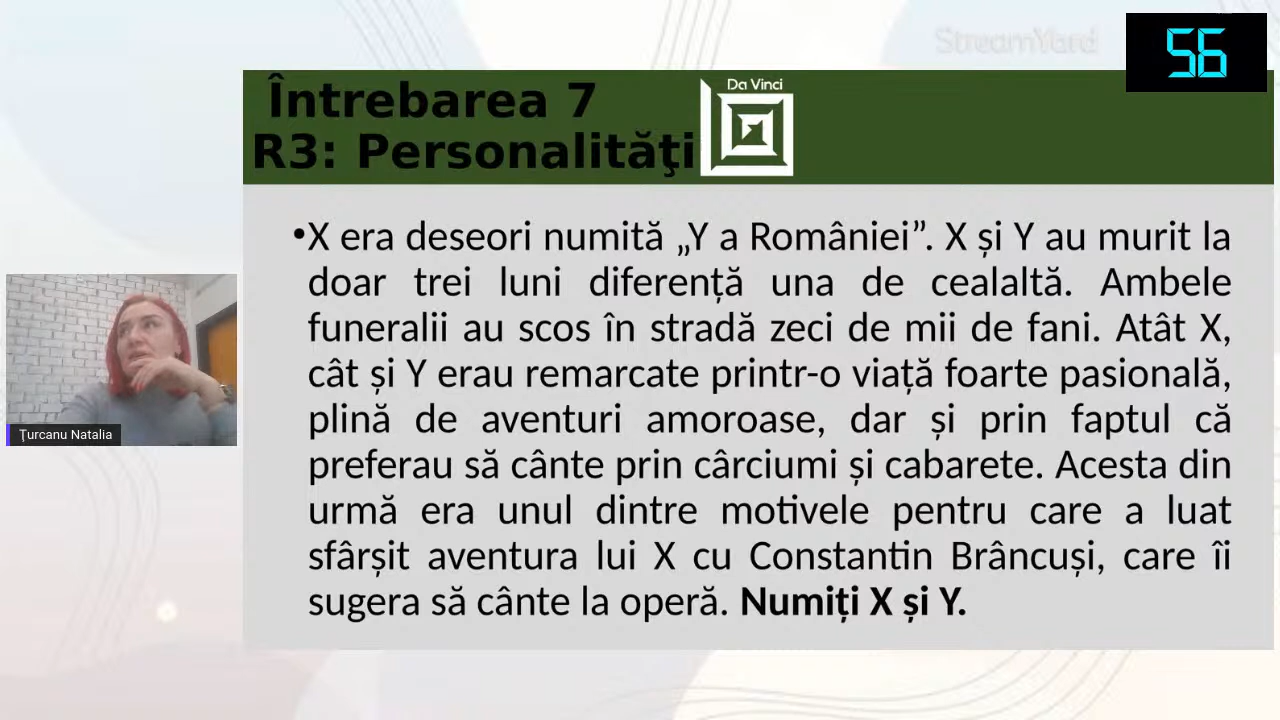 StreamYard
56
Întrebarea 7
Da Vinci
R3: Personalităţi
•X era deseori numită „Y a României”. X și Y au murit la
doar trei luni diferență una de cealaltă. Ambele
funeralii au scos în stradă zeci de mii de fani. Atât X,
cât și Y erau remarcate printr-o viață foarte pasională,
plină de aventuri amoroase, dar și prin faptul că
preferau să cânte prin cârciumi și cabarete. Acesta din
urmă era unul dintre motivele pentru care a luat
sfârșit aventura lui X cu Constantin Brâncuși, care îi
sugera să cânte la operă. Numiți X și Y.
Ţurcanu Natalia